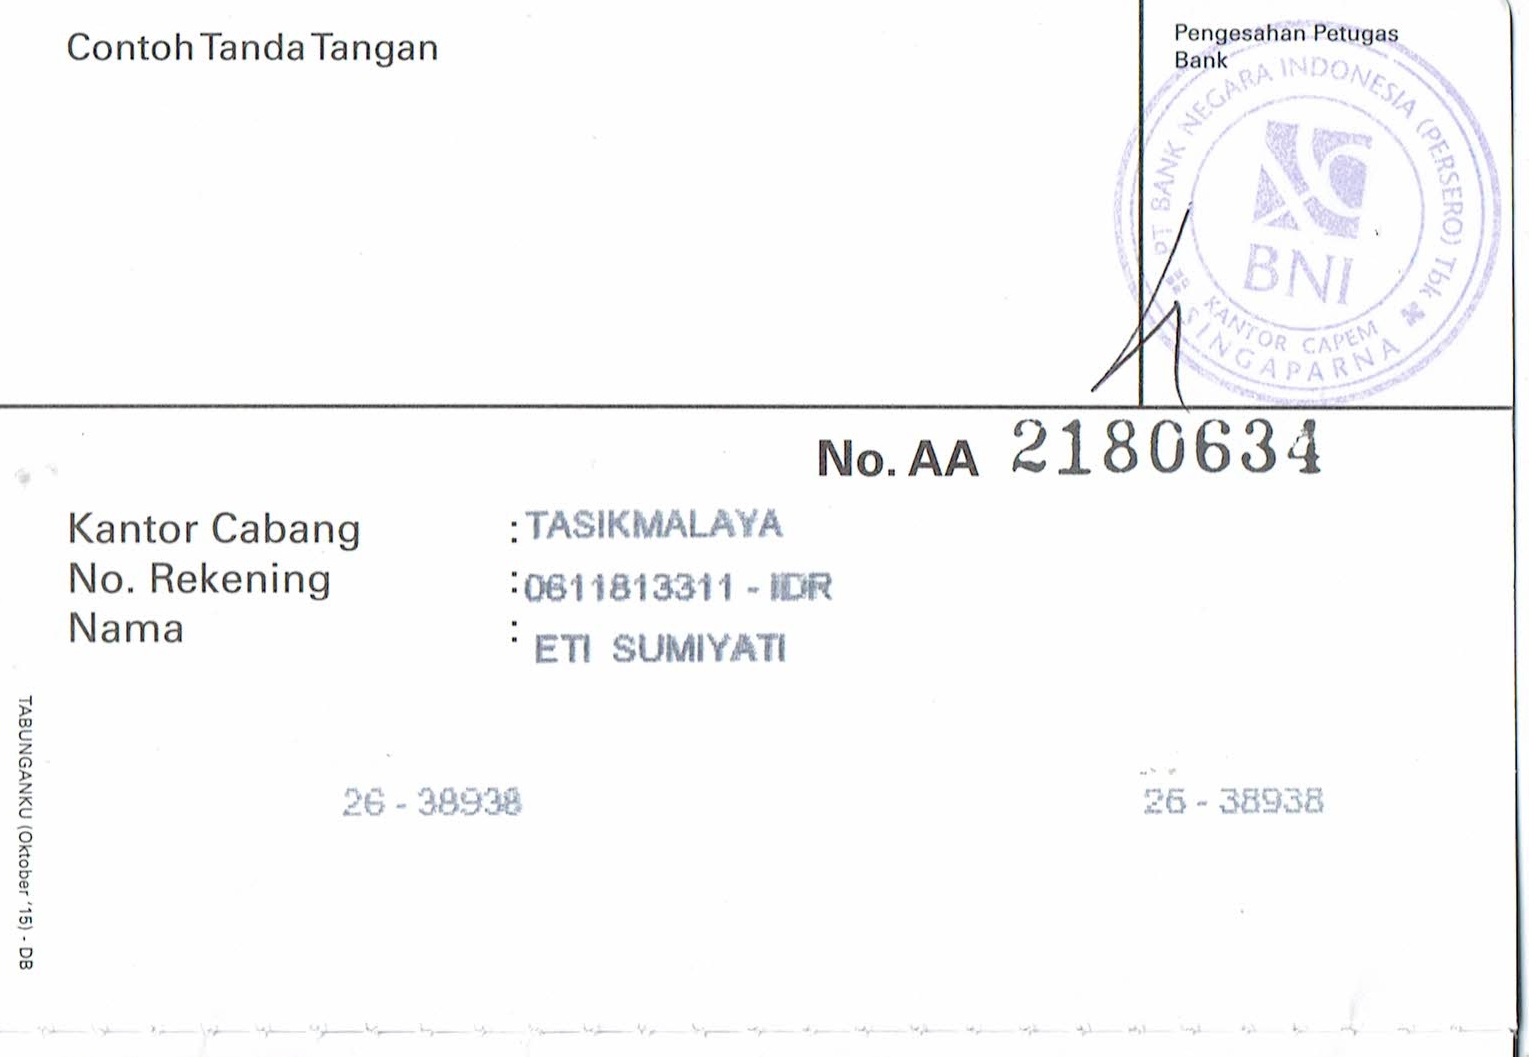 Contoh Tanda Tangan
Pengesahan Petugas
Bank
PT BANK NEGARA INDONESIA (PERSERO) Tbk
BNI
KANTOR CAPEM
SINGAPARNA
No. AA 2180634
Kantor Cabang : TASIKMALAYA
No. Rekening : 0611813311 - IDR
Nama : ETI SUMIYATI
26 - 38938 26 - 38938
TABUNGANKU (Oktober '15) - DB